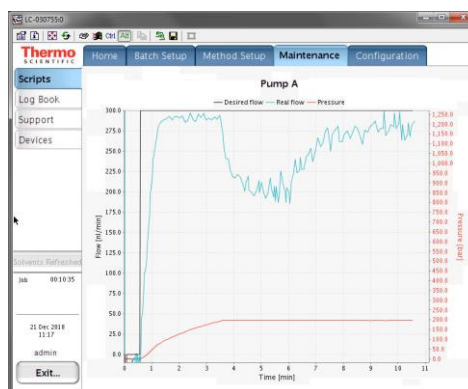 LC-030755:0
Ctrl
Thermo
SCIENTIFIC
Home
Batch Setup
Method Setup
Maintenance
Configuration
Scripts
Log Book
Support
Devices
Solvents Refreshed
Job 00:10:35
21 Dec 2018
11:17
admin
Exit...
Pump A
Desired flow
Real flow
Pressure
Flow [nl/min]
300.0
275.0
250.0
225.0
200.0
175.0
150.0
125.0
100.0
75.0
50.0
25.0
0.0
1,250.0
1,200.0
1,150.0
1,100.0
1,050.0
1,000.0
950.0
900.0
850.0
800.0
750.0
700.0
650.0
600.0
550.0
500.0
450.0
400.0
350.0
300.0
250.0
200.0
150.0
100.0
50.0
0.0
Pressure [bar]
0 1 2 3 4 5 6 7 8 9 10 11
Time [min]